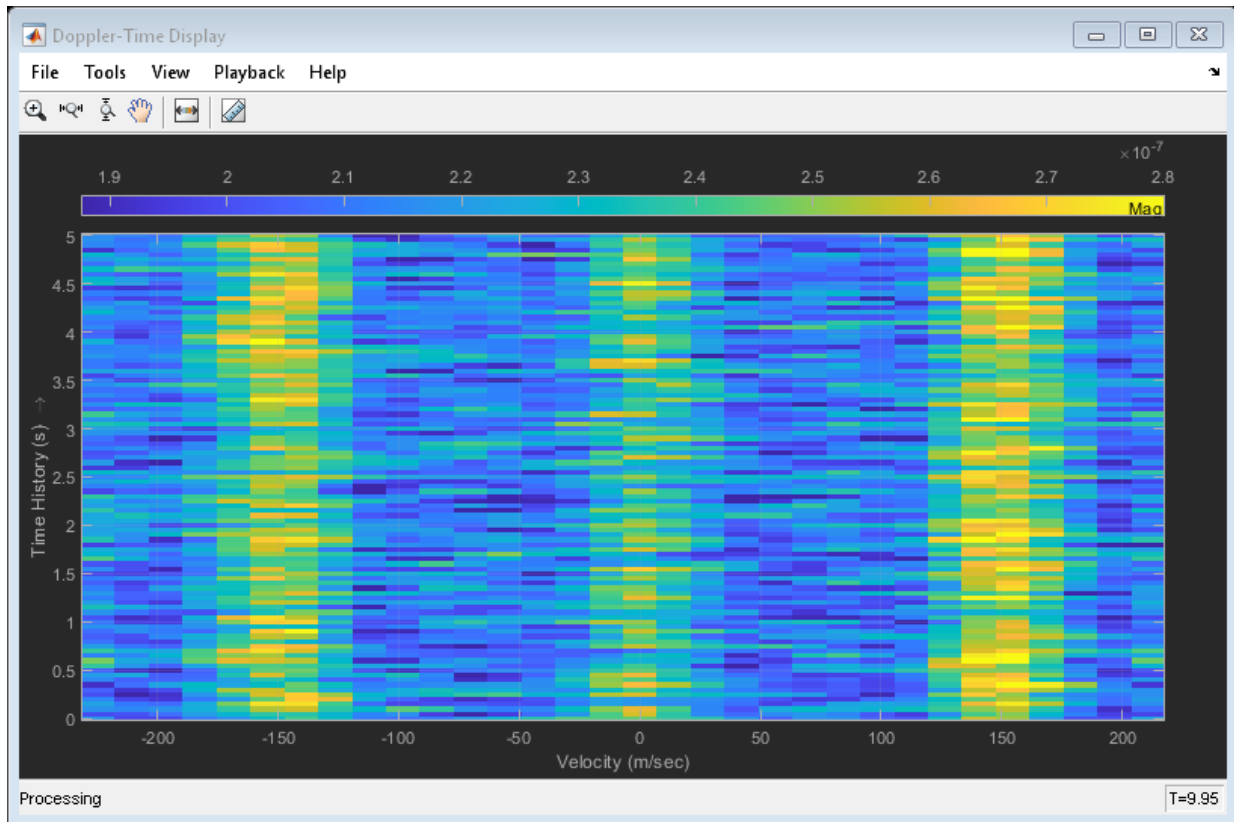 Doppler-Time Display
File Tools View Playback Help
×10-7
1.9 2 2.1 2.2 2.3 2.4 2.5 2.6 2.7 2.8
Mag
5
4.5
4
3.5
3
2.5
2
1.5
1
0.5
0
Time History (s) →
-200 -150 -100 -50 0 50 100 150 200
Velocity (m/sec)
Processing T=9.95